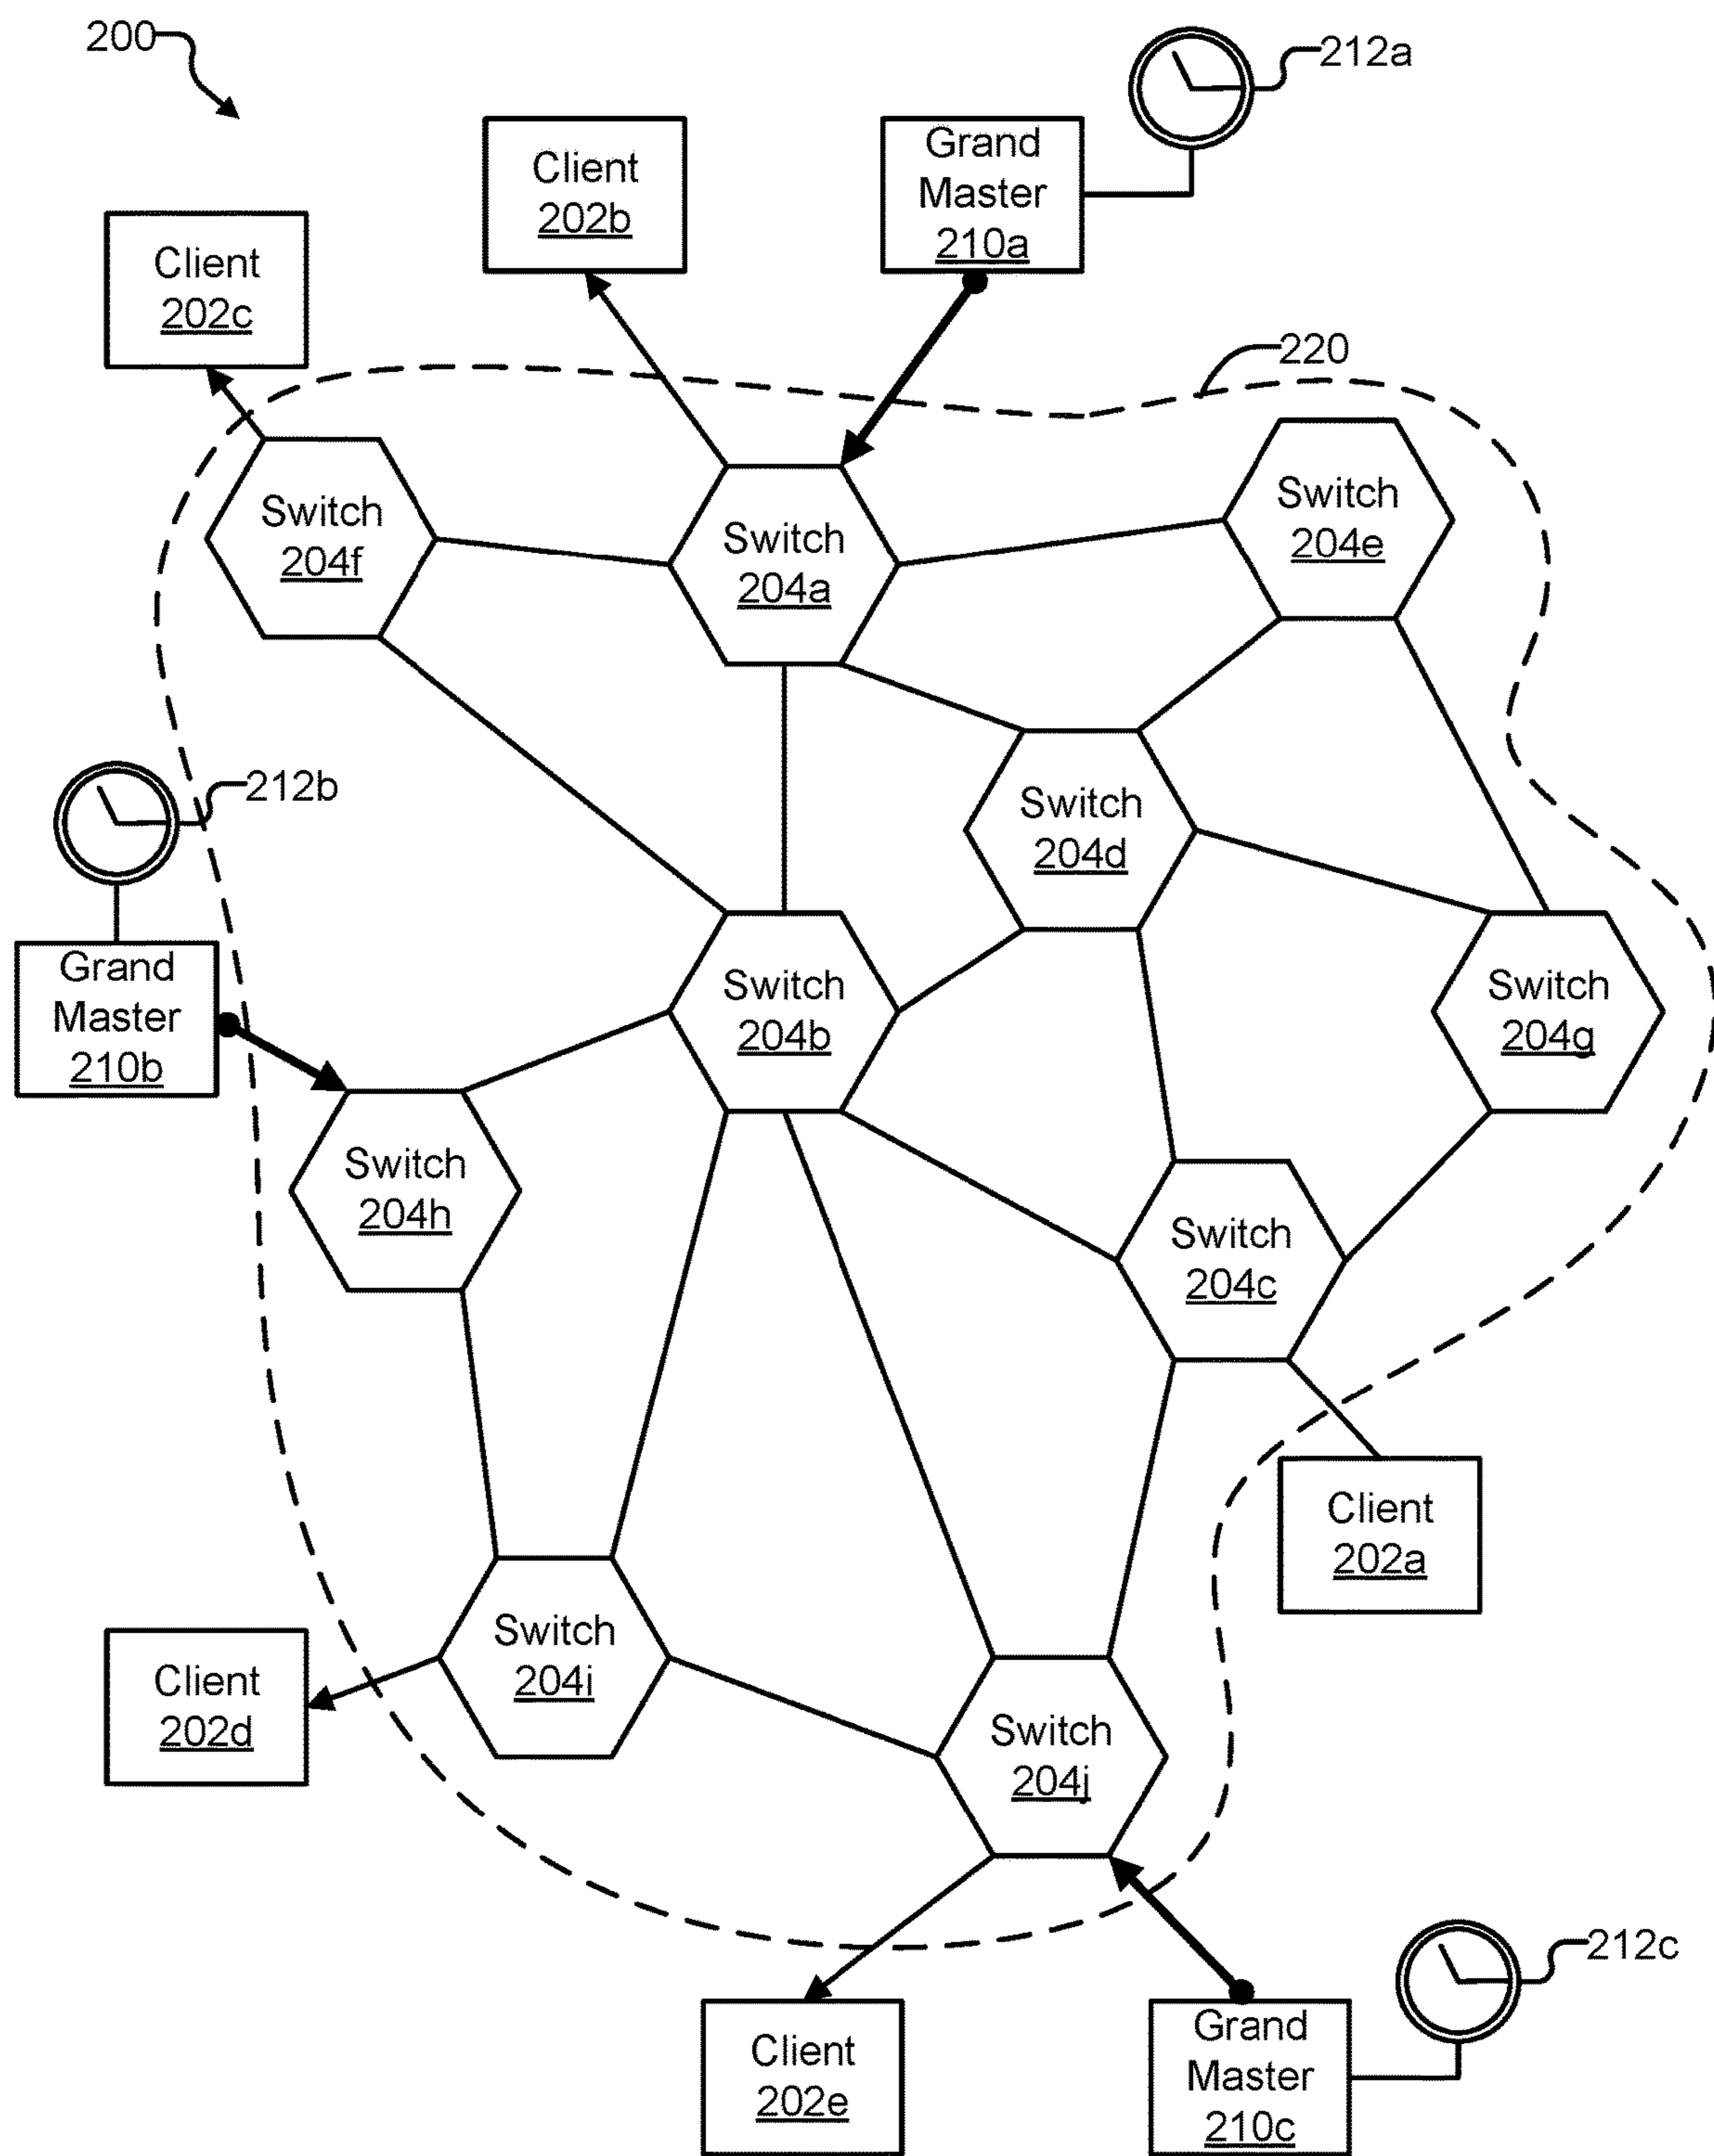 200
212a
Client
202b
Grand
Master
210a
Client
202c
220
Switch
204f
Switch
204a
Switch
204e
212b
Switch
204d
Grand
Master
210b
Switch
204b
Switch
204g
Switch
204h
Switch
204c
Client
202a
Switch
204i
Client
202d
Switch
204j
212c
Client
202e
Grand
Master
210c